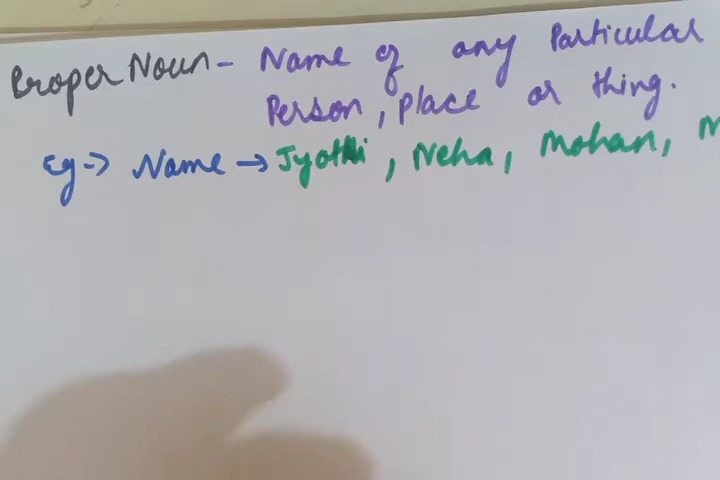 Proper Noun - Name of any Particular
Person, Place or thing.
Eg -> Name -> Jyothi, Neha, Mohan, M